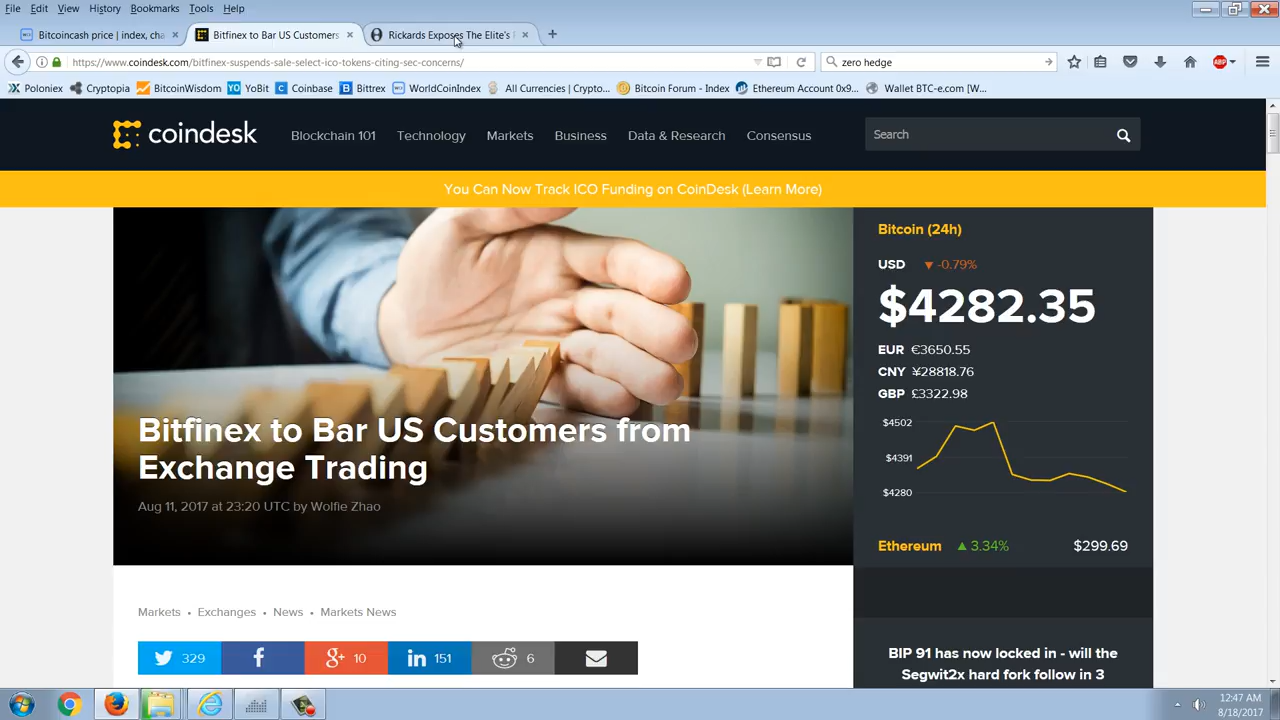 File Edit View History Bookmarks Tools Help
Bitcoincash price | index, cha
Bitfinex to Bar US Customers
Rickards Exposes The Elite's
https://www.coindesk.com/bitfinex-suspends-sale-select-ico-tokens-citing-sec-concerns/
zero hedge
ABP
Poloniex Cryptopia BitcoinWisdom YoBit Coinbase Bittrex WorldCoinIndex All Currencies | Crypto... Bitcoin Forum - Index Ethereum Account 0x9... Wallet BTC-e.com [W...
coindesk
Blockchain 101 Technology Markets Business Data & Research Consensus
Search
You Can Now Track ICO Funding on CoinDesk (Learn More)
Bitfinex to Bar US Customers from
Exchange Trading
Aug 11, 2017 at 23:20 UTC by Wolfie Zhao
Markets • Exchanges • News • Markets News
329
10
151
6
Bitcoin (24h)
USD ▼ -0.79%
$4282.35
EUR €3650.55
CNY ¥28818.76
GBP £3322.98
$4502
$4391
$4280
Ethereum ▲ 3.34% $299.69
BIP 91 has now locked in - will the
Segwit2x hard fork follow in 3
12:47 AM
8/18/2017